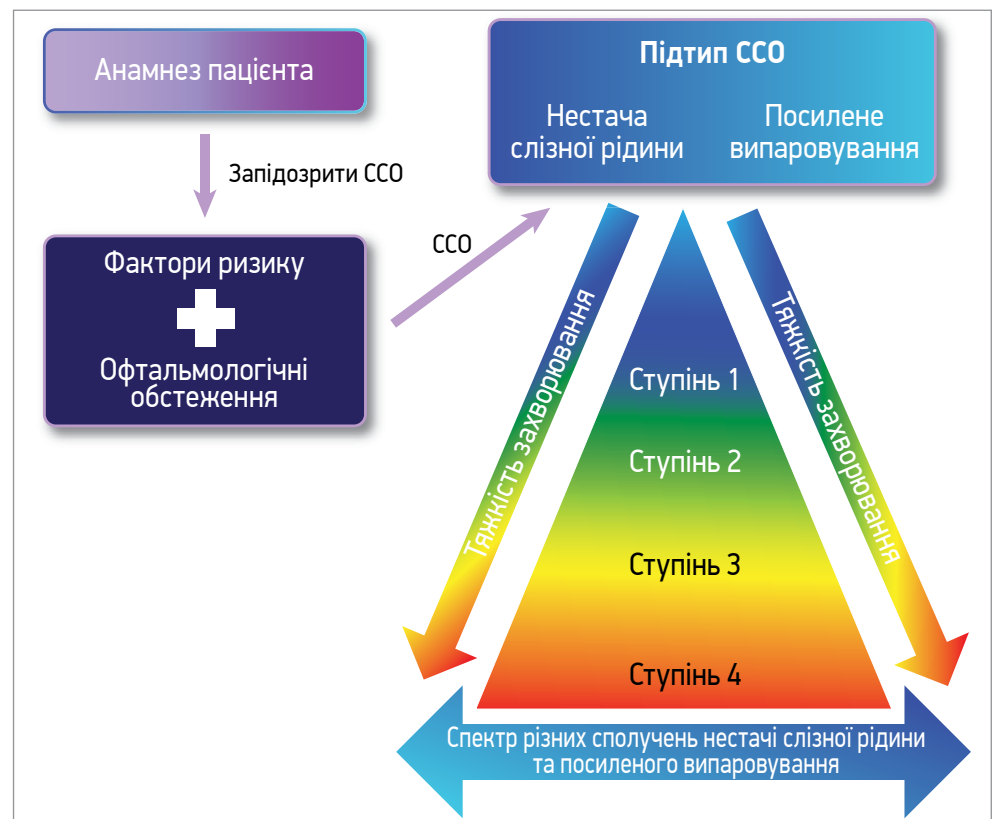 Анамнез пацієнта
Запідозрити ССО
Фактори ризику
Офтальмологічні
обстеження
ССО
Підтип ССО
Нестача
слізної рідини
Посилене
випаровування
Тяжкість захворювання
Тяжкість захворювання
Ступінь 1
Ступінь 2
Ступінь 3
Ступінь 4
Спектр різних сполучень нестачі слізної рідини
та посиленого випаровування